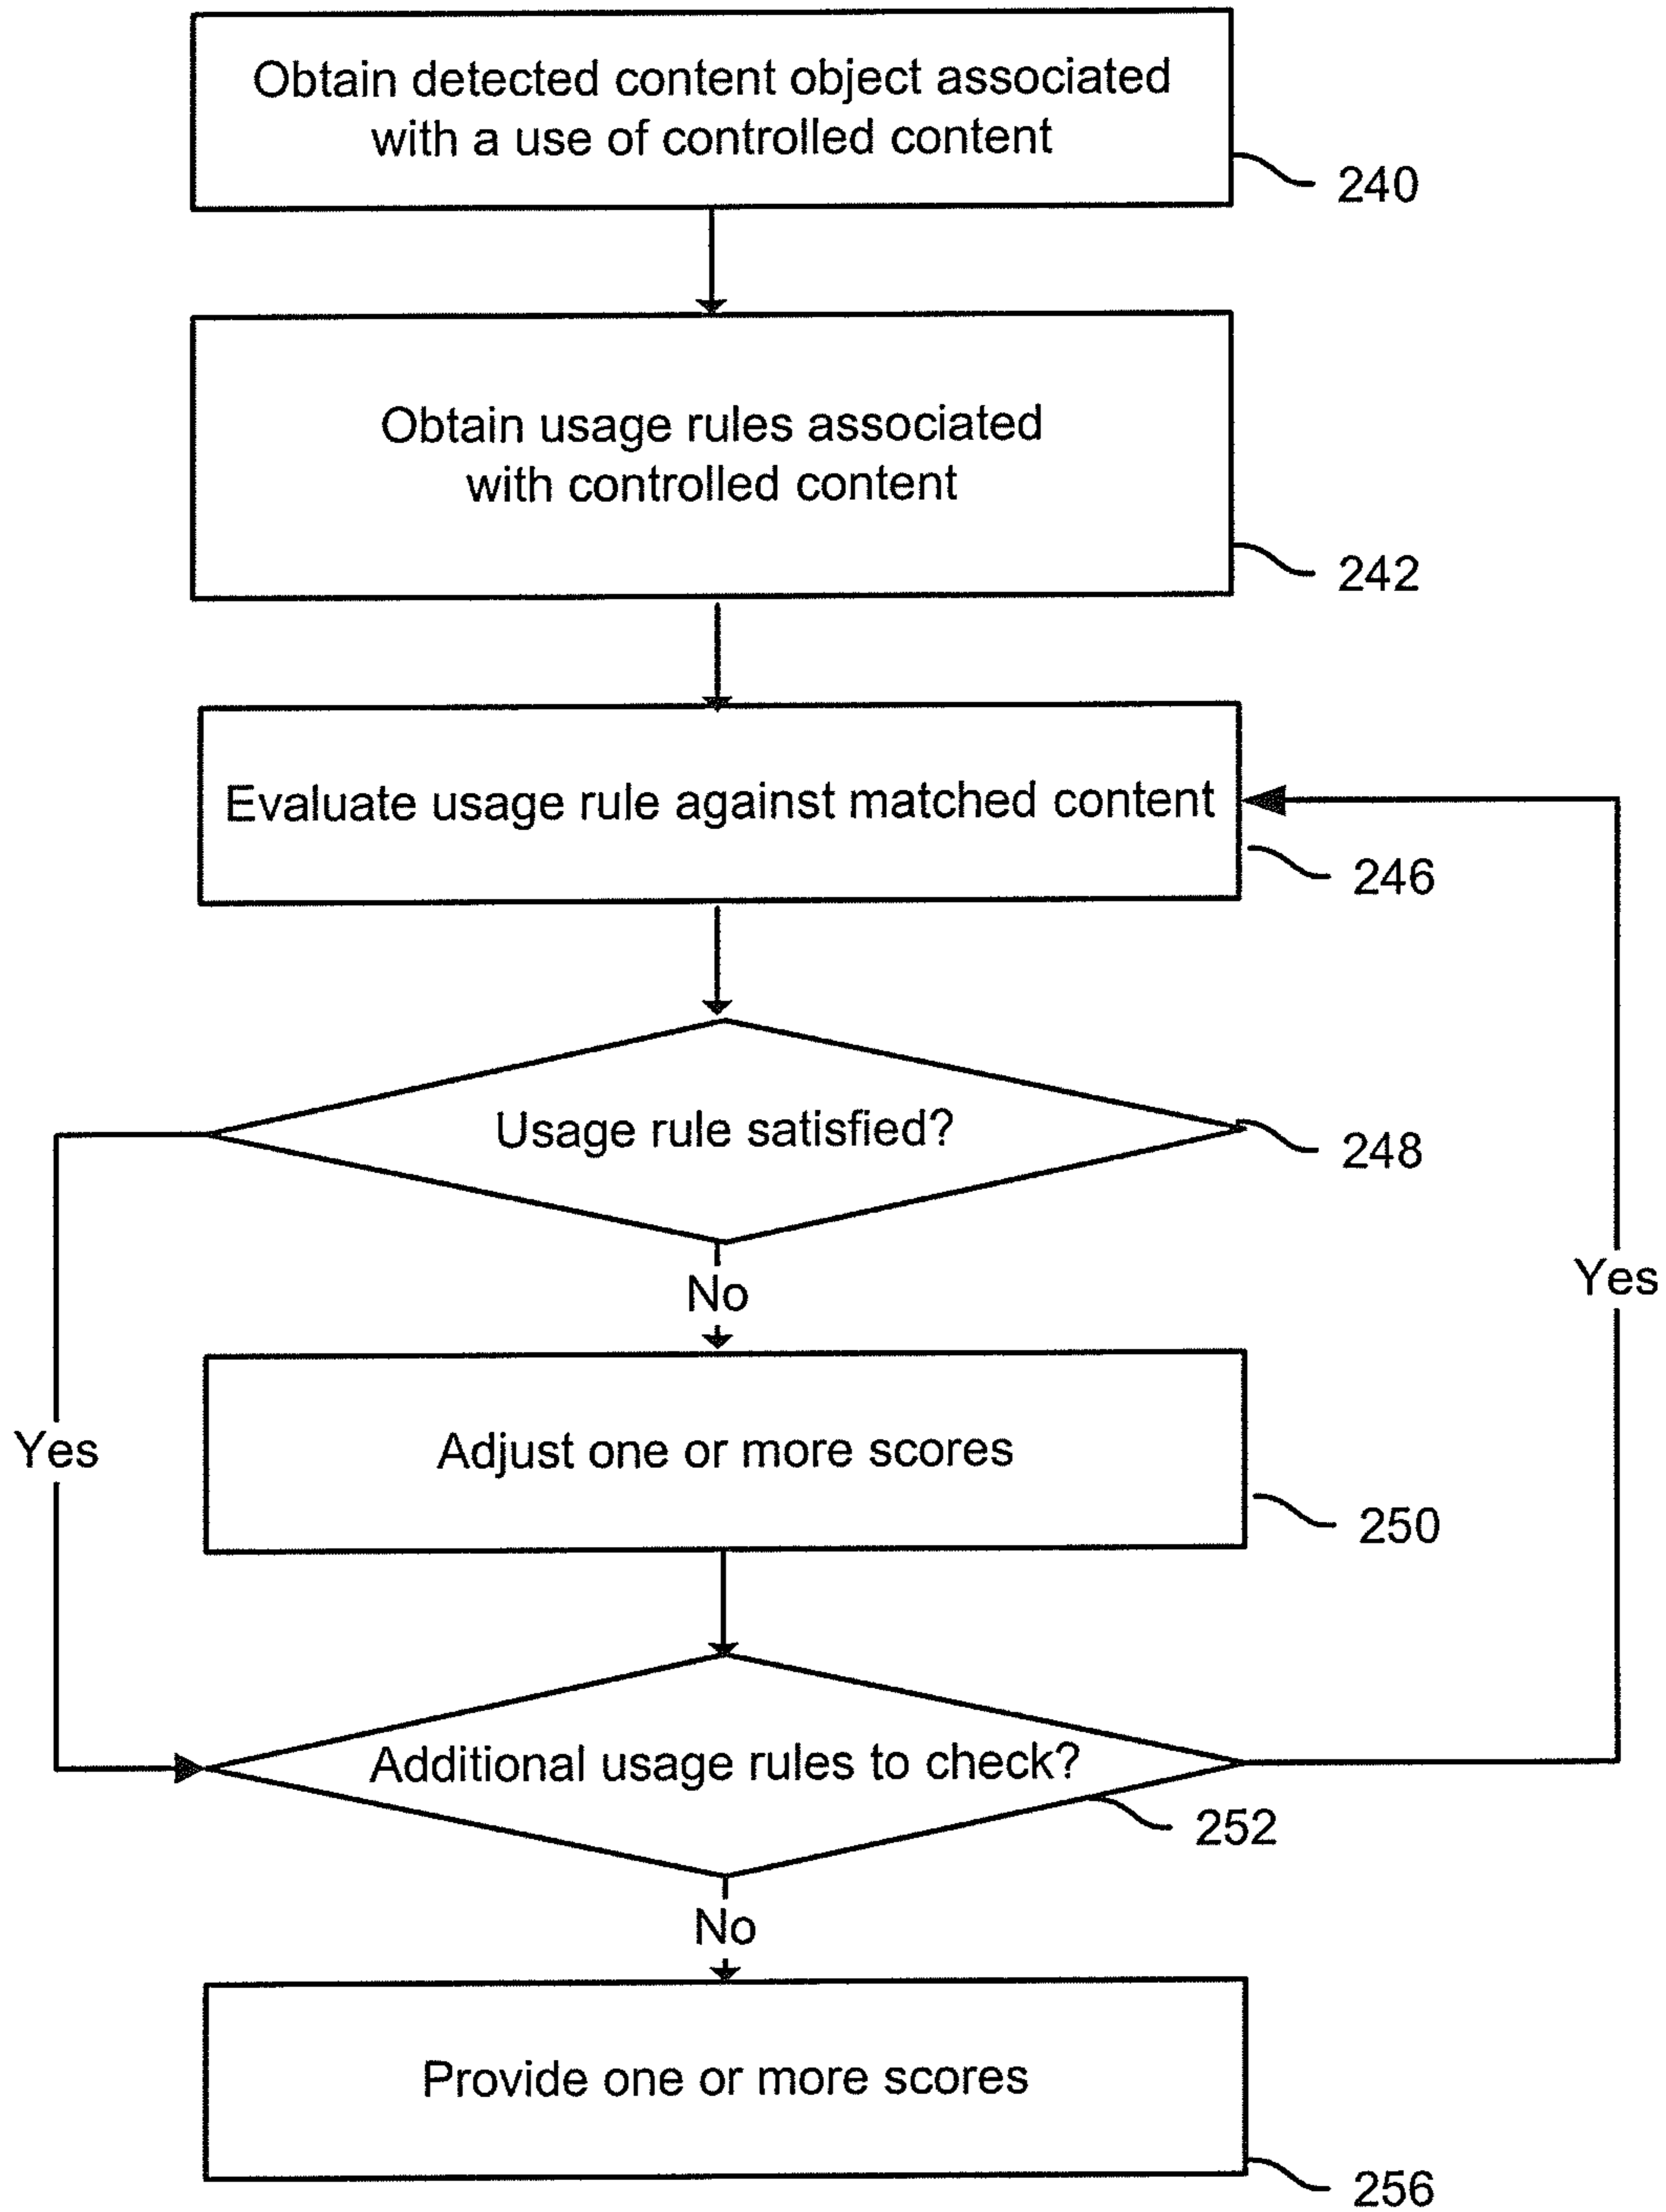 Obtain detected content object associated
with a use of controlled content
240
Obtain usage rules associated
with controlled content
242
Evaluate usage rule against matched content
246
Usage rule satisfied?
248
Yes
No
Yes
Adjust one or more scores
250
Additional usage rules to check?
252
No
Provide one or more scores
256